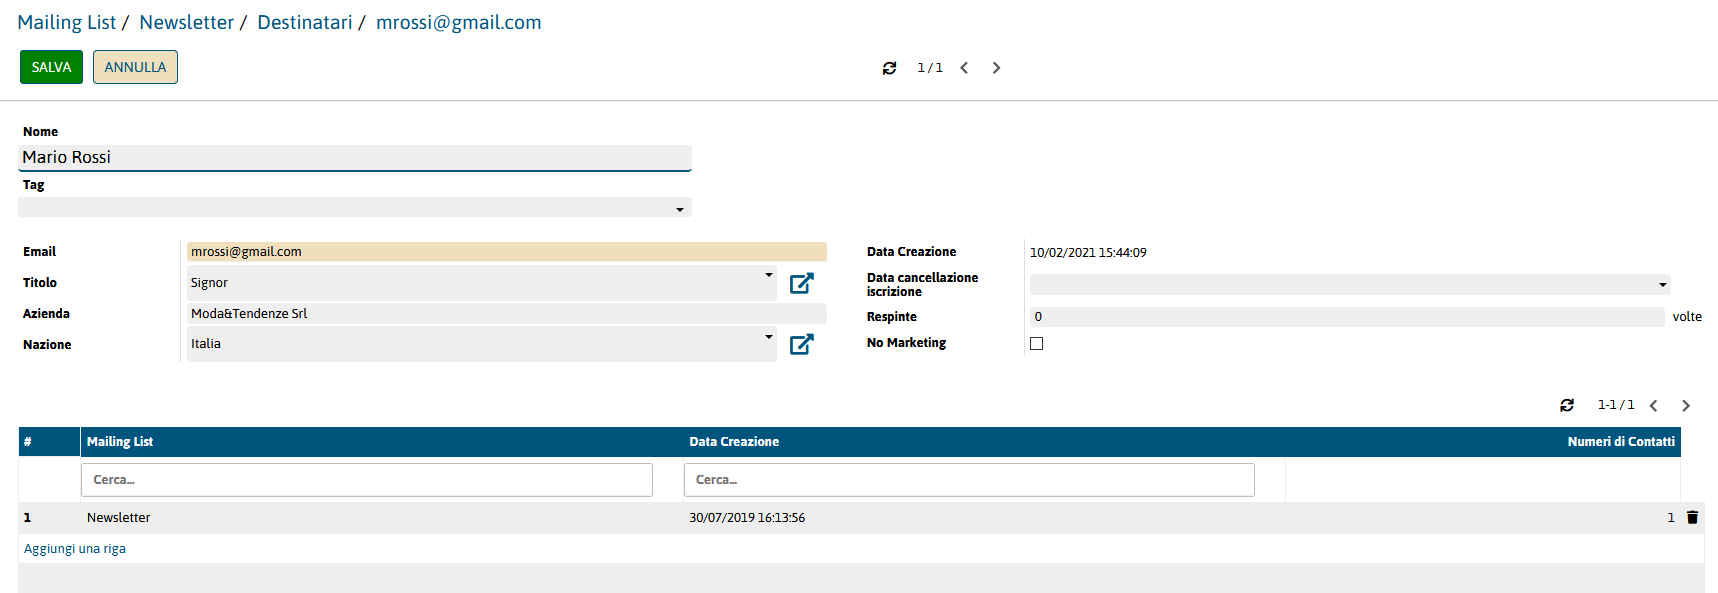 Mailing List / Newsletter / Destinatari / mrossi@gmail.com
SALVA ANNULLA 1 / 1
Nome
Mario Rossi
Tag
Email mrossi@gmail.com
Titolo Signor
Azienda Moda&Tendenze Srl
Nazione Italia
Data Creazione 10/02/2021 15:44:09
Data cancellazione
iscrizione
Respinte 0 volte
No Marketing
1-1 / 1
# Mailing List Data Creazione Numeri di Contatti
Cerca... Cerca...
1 Newsletter 30/07/2019 16:13:56 1
Aggiungi una riga